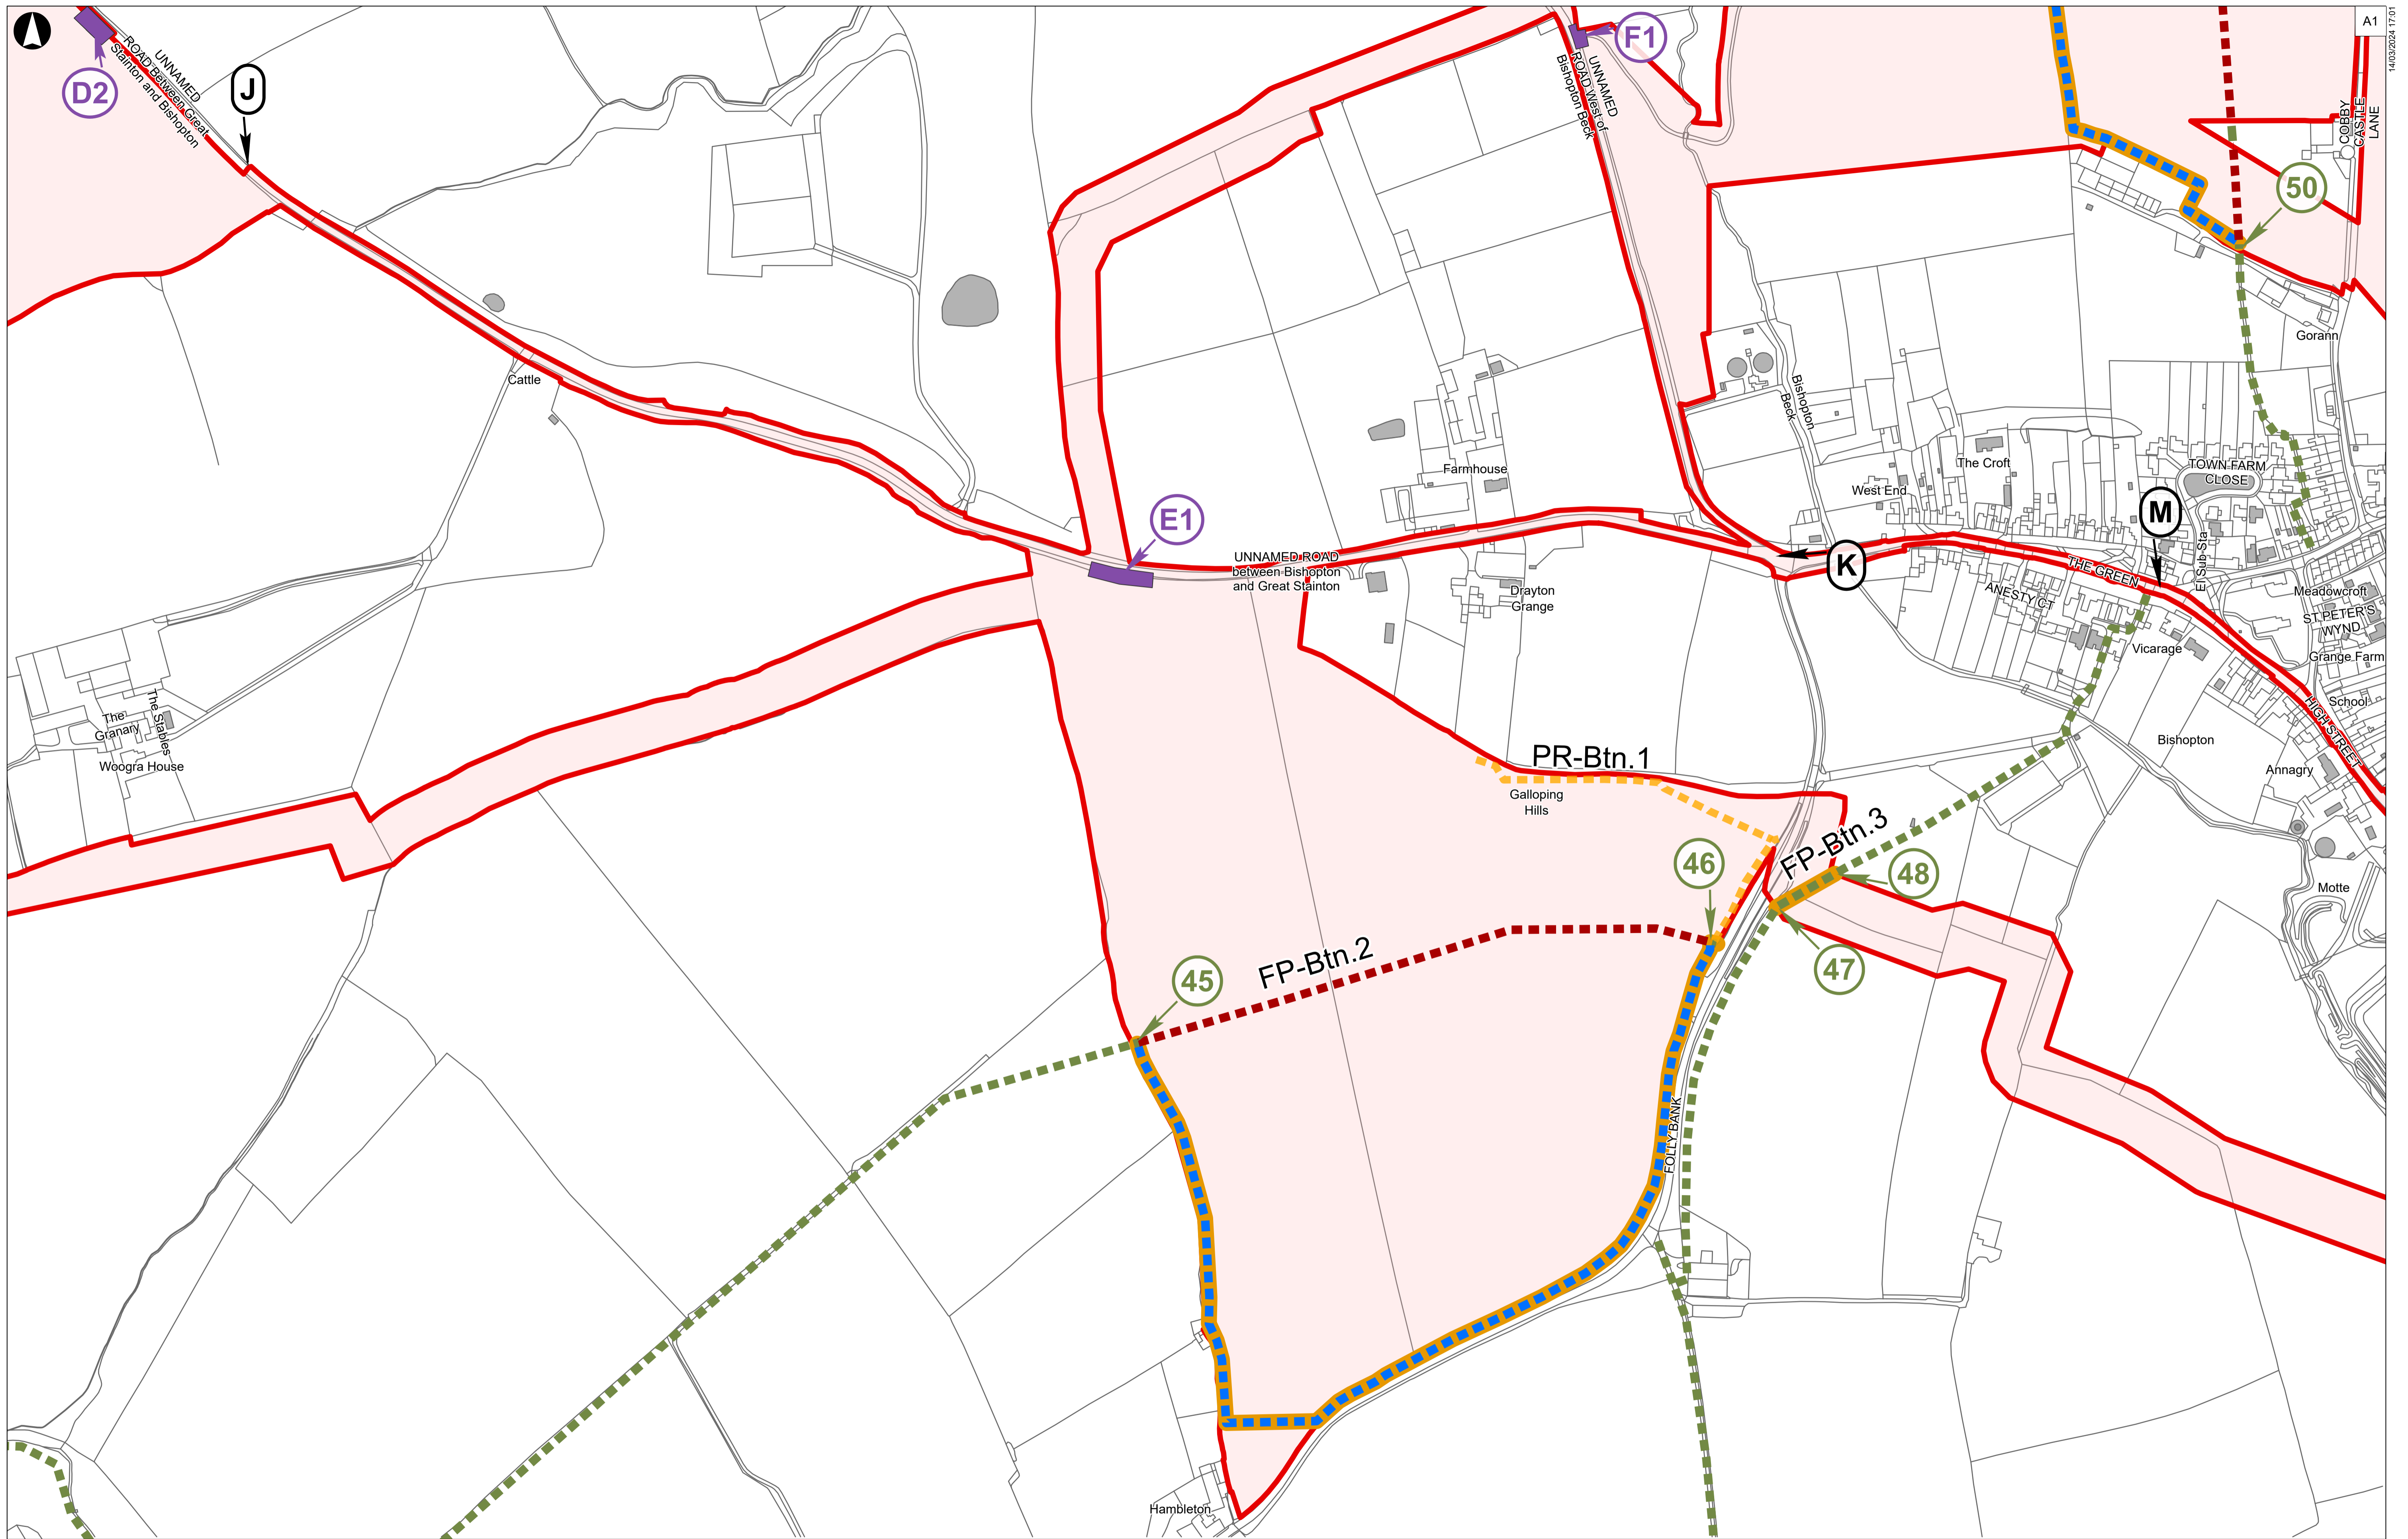 A1
14/03/2024 17:01
D2
UNNAMED
ROAD Between Great
Stainton and Bishopton
J
F1
UNNAMED
ROAD West of
Bishopton Beck
COBBY
CASTLE
LANE
50
Gorann
Cattle
Bishopton
Beck
Farmhouse
The Croft
West End
TOWN FARM
CLOSE
M
E1
UNNAMED ROAD
between Bishopton
and Great Stainton
K
THE GREEN
El Sub Sta
ANESTY CT
Drayton
Grange
Meadowcroft
ST PETER'S
WYND
Vicarage
Grange Farm
School
HIGH STREET
The
Granary
The Stables
Woogra House
Bishopton
Annagry
PR-Btn.1
Galloping
Hills
FP-Btn.3
46
48
47
Motte
FP-Btn.2
45
FOLLY BANK
Hambleton